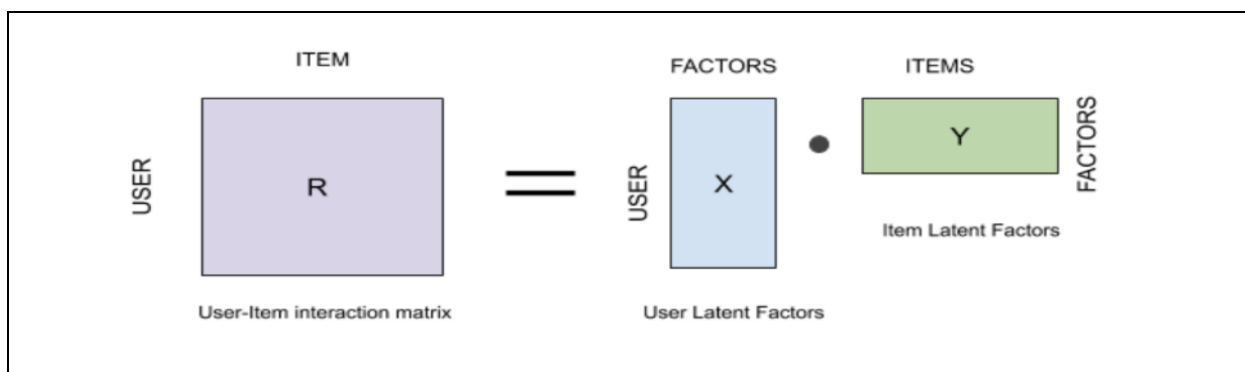 ITEM
USER
R
User-Item interaction matrix
FACTORS
USER
X
User Latent Factors
ITEMS
Y
FACTORS
Item Latent Factors